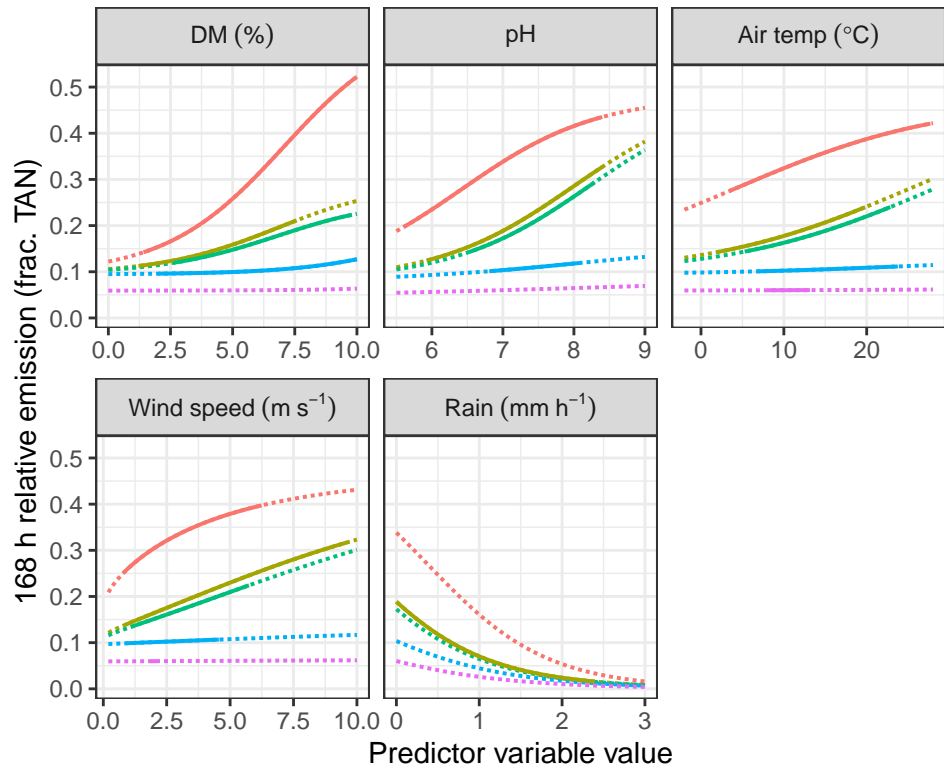 DM (%)
pH
Air temp (°C)
168 h relative emission (frac. TAN)
0.5
0.4
0.3
0.2
0.1
0.0
0.0 2.5 5.0 7.5 10.0
6 7 8 9
0 10 20
Wind speed (m s⁻¹)
Rain (mm h⁻¹)
0.5
0.4
0.3
0.2
0.1
0.0
0.0 2.5 5.0 7.5 10.0
0 1 2 3
Predictor variable value